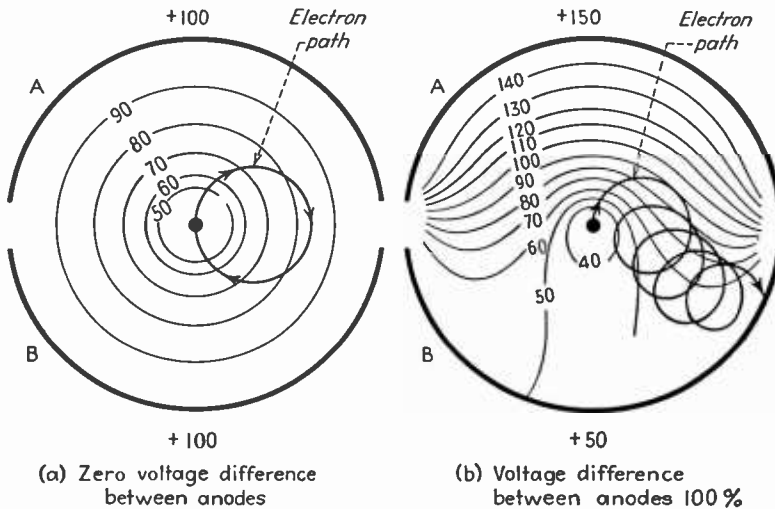 +100
Electron
path
A
90
80
70
60
50
B
+100
(a) Zero voltage difference
between anodes
+150
Electron
path
A
140
130
120
110
100
90
80
70
60
40
50
B
+50
(b) Voltage difference
between anodes 100%